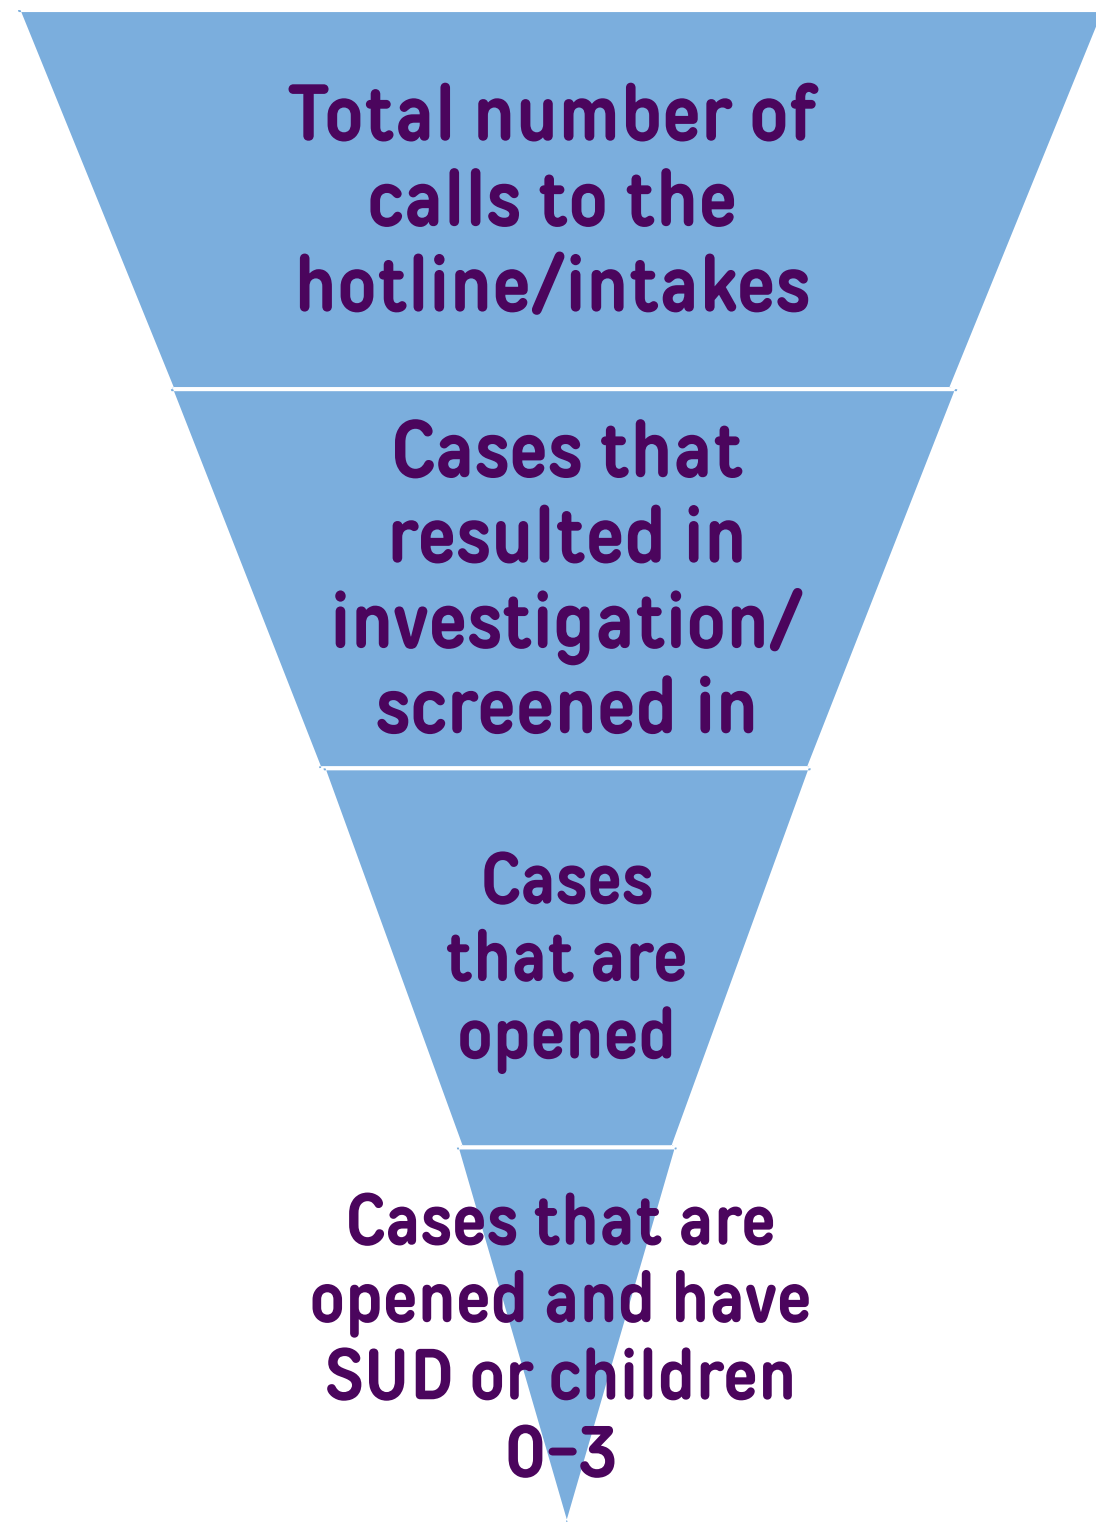 Total number of
calls to the
hotline/intakes
Cases that
resulted in
investigation/
screened in
Cases
that are
opened
Cases that are
opened and have
SUD or children
0–3